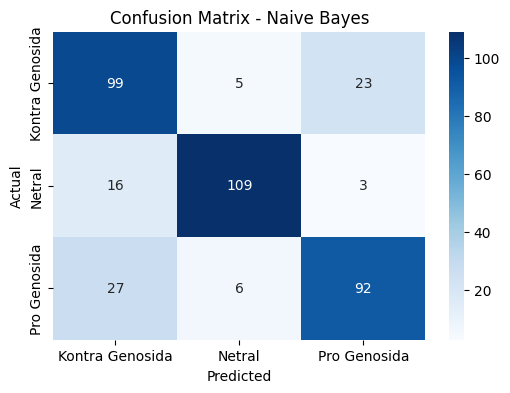 Confusion Matrix - Naive Bayes
Actual
Kontra Genosida
99 5 23
Netral
16 109 3
Pro Genosida
27 6 92
Kontra Genosida Netral Pro Genosida
Predicted
100
80
60
40
20